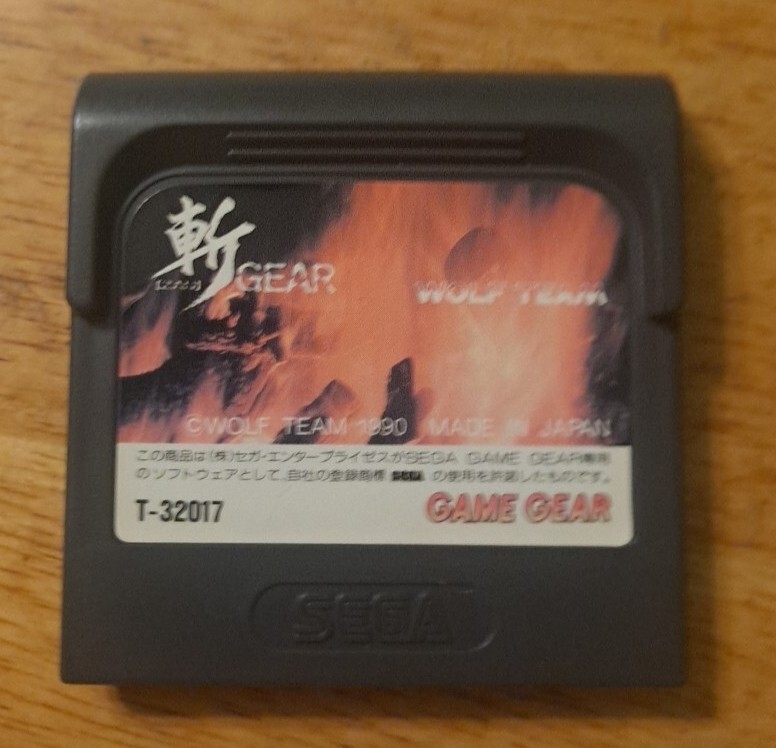 斬 GEAR
WOLF TEAM
©WOLF TEAM 1990 MADE IN JAPAN
この商品は(株)セガ・エンタープライゼスがSEGA GAME GEAR専用
のソフトウェアとして、自社の登録商標 SEGA の使用を許諾したものです。
T-32017
GAME GEAR
SEGA